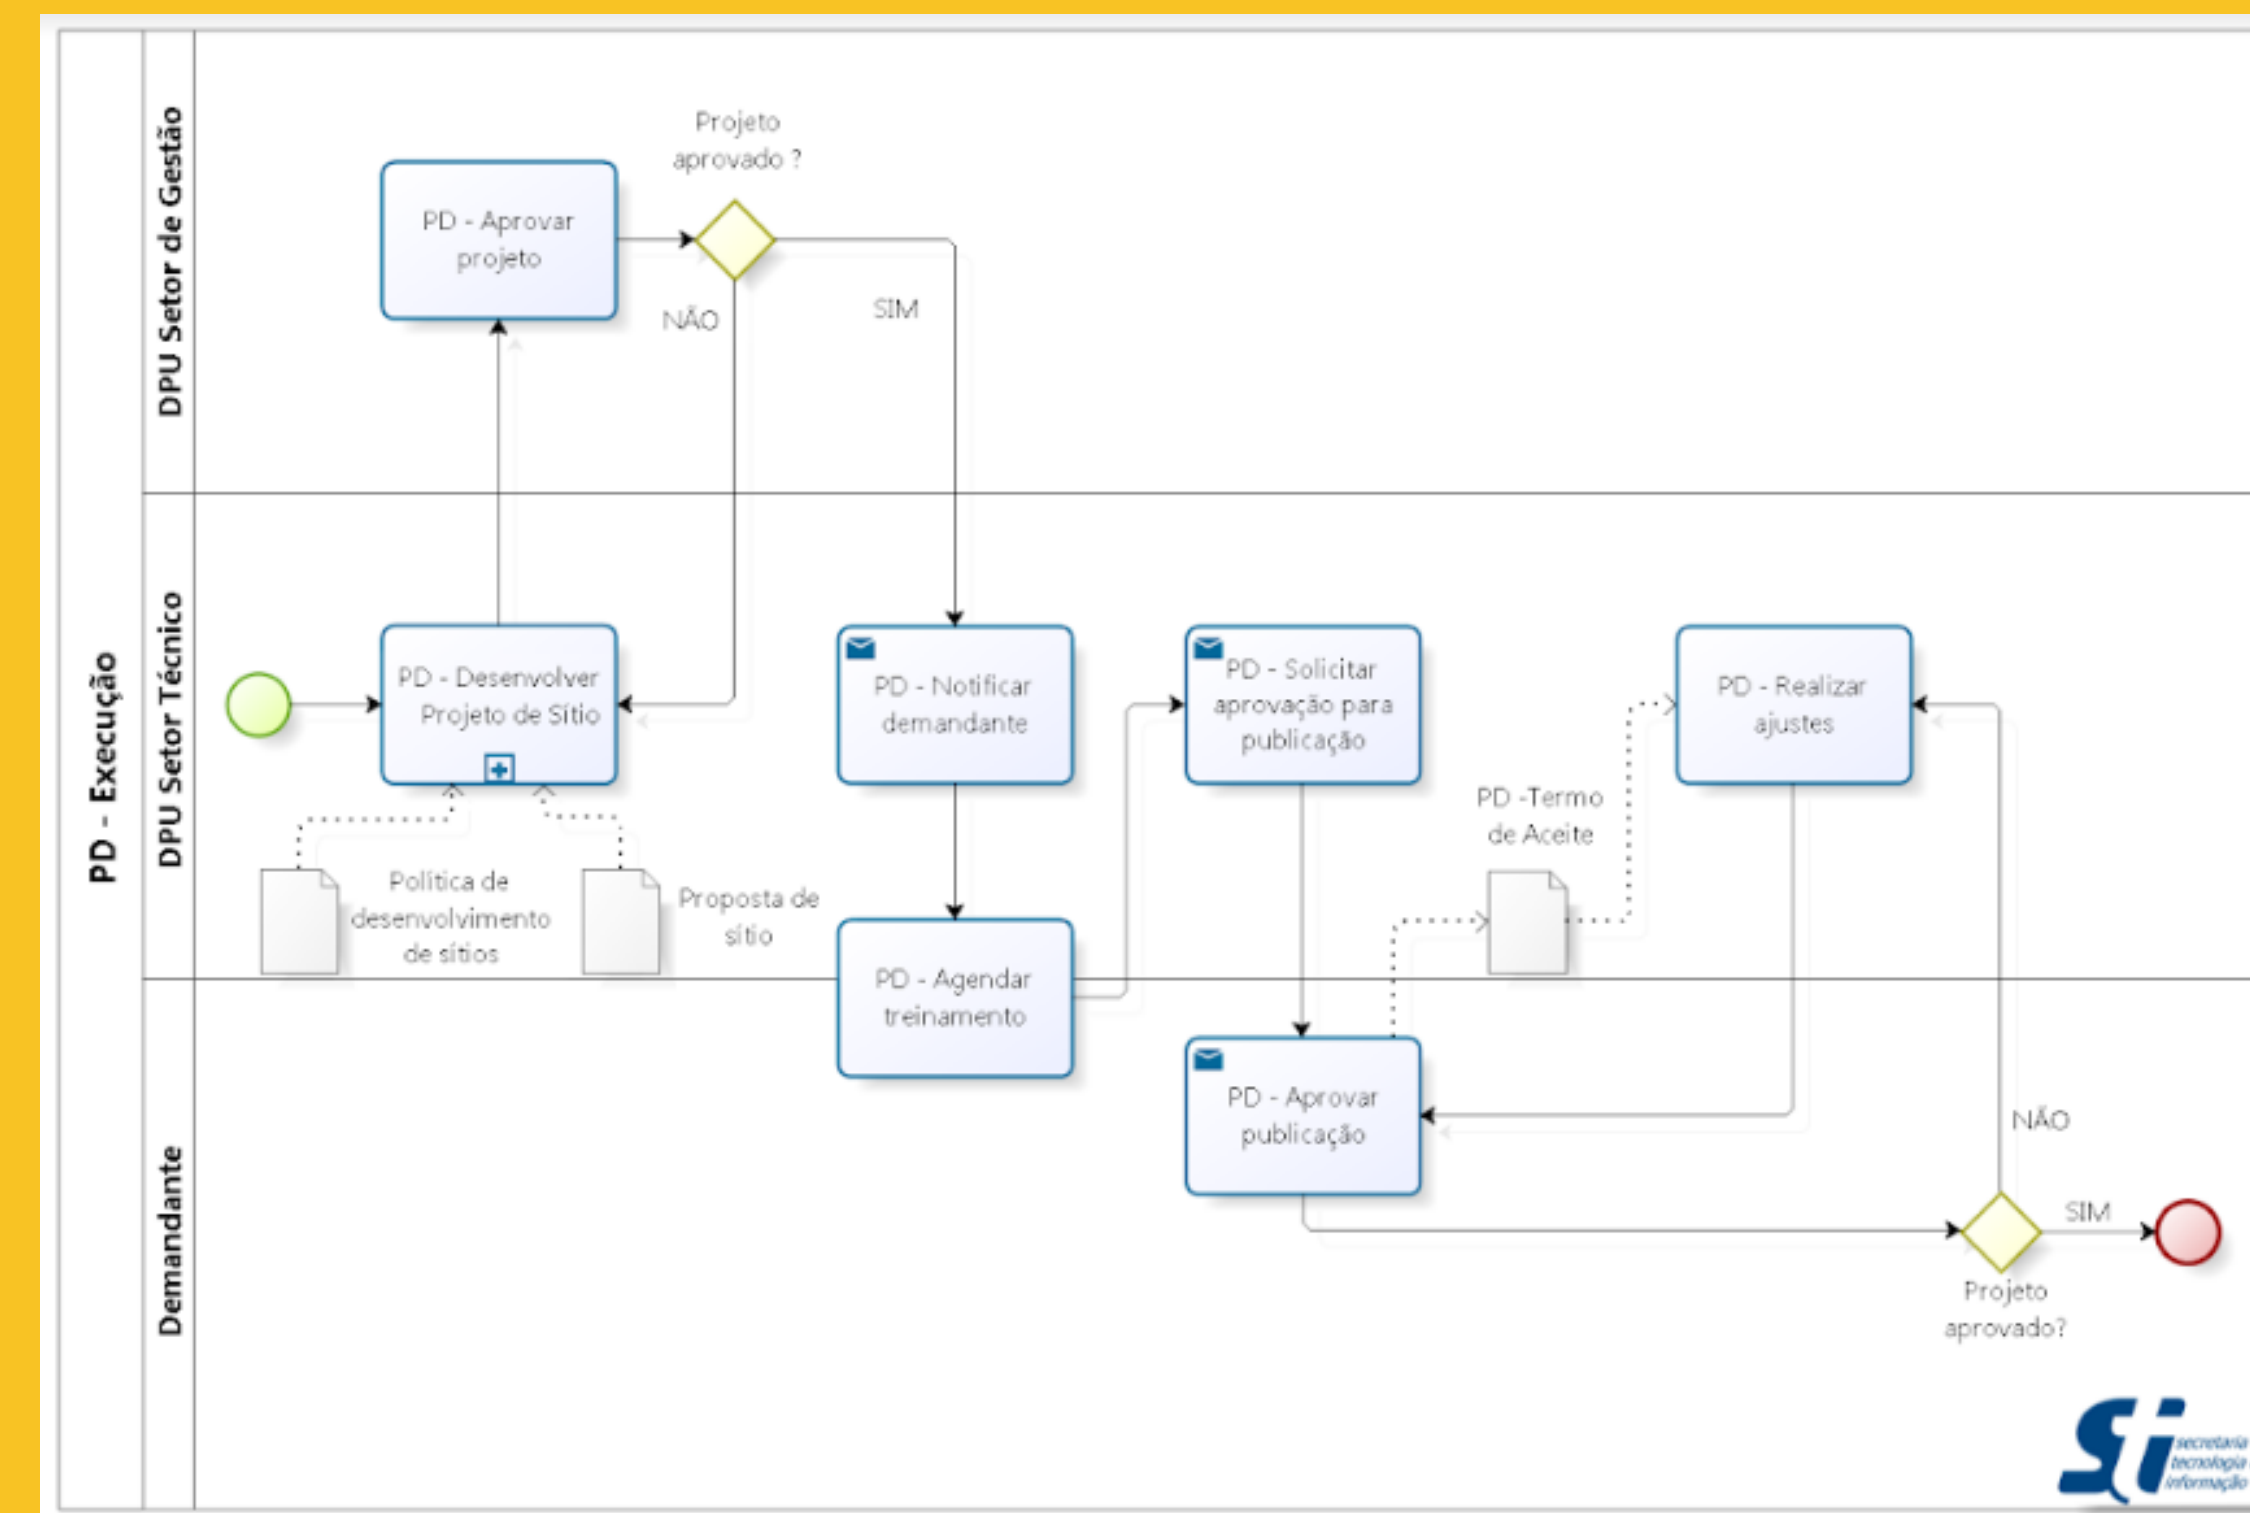 PD - Execução
DPU Setor de Gestão
PD - Aprovar
projeto
Projeto
aprovado ?
NÃO
SIM
DPU Setor Técnico
PD - Desenvolver
Projeto de Sítio
Política de
desenvolvimento
de sítios
Proposta de
sítio
PD - Notificar
demandante
PD - Agendar
treinamento
PD - Solicitar
aprovação para
publicação
PD -Termo
de Aceite
PD - Realizar
ajustes
Demandante
PD - Aprovar
publicação
NÃO
SIM
Projeto
aprovado?
STI
secretaria
tecnologia
informação